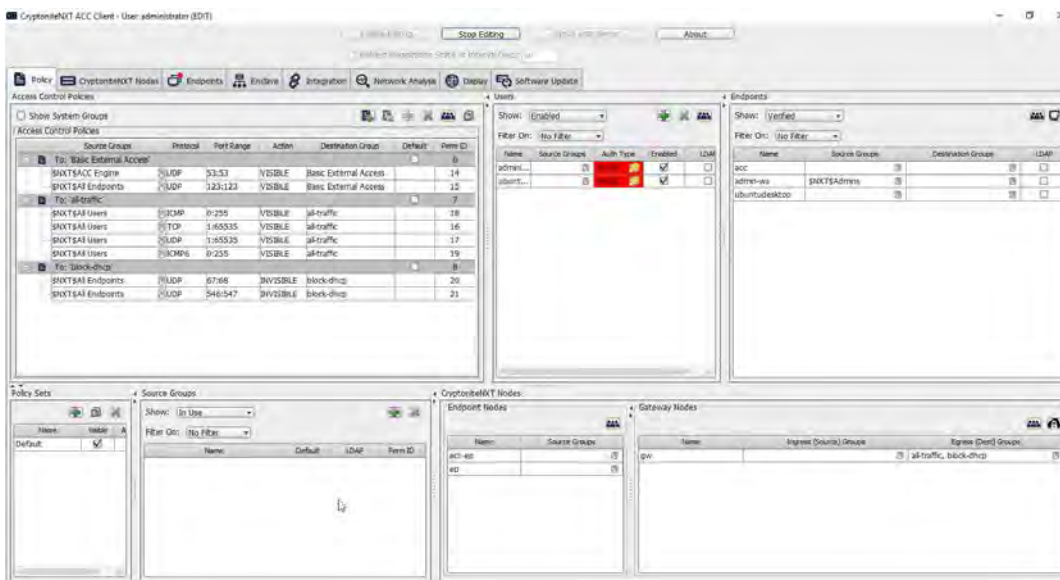 CryptoniteNXT ACC Client - User: administrator (EDIT)
Stop Editing
About
Policy CryptoniteNXT Nodes Endpoints Enclave Integration Network Analysis Display Software Update
Access Control Policies
Show System Groups
Access Control Policies
Source Groups Protocol Port Range Action Destination Group Default Perm ID
To: 'Basic External Access' 6
$NXT$ACC Engine UDP 53:53 VISIBLE Basic External Access 14
$NXT$All Endpoints UDP 123:123 VISIBLE Basic External Access 15
To: 'all-traffic' 7
$NXT$All Users ICMP 0:255 VISIBLE all-traffic 18
$NXT$All Users TCP 1:65535 VISIBLE all-traffic 16
$NXT$All Users UDP 1:65535 VISIBLE all-traffic 17
$NXT$All Users ICMP6 0:255 VISIBLE all-traffic 19
To: 'block-dhcp' 8
$NXT$All Endpoints UDP 67:68 INVISIBLE block-dhcp 20
$NXT$All Endpoints UDP 546:547 INVISIBLE block-dhcp 21
Users
Show: Enabled
Filter On: No Filter
Name Source Groups Auth Type Enabled LDAP
admini...
ubunt...
Endpoints
Show: Verified
Filter On: No Filter
Name Source Groups Destination Groups LDAP
acc
admin-ws $NXT$Admins
ubuntudesktop
Policy Sets
Name Visible A
Default
Source Groups
Show: In Use
Filter On: No Filter
Name Default LDAP Perm ID
CryptoniteNXT Nodes
Endpoint Nodes
Name Source Groups
acc-ep
ep
Gateway Nodes
Name Ingress (Source) Groups Egress (Dest) Groups
gw all-traffic, block-dhcp